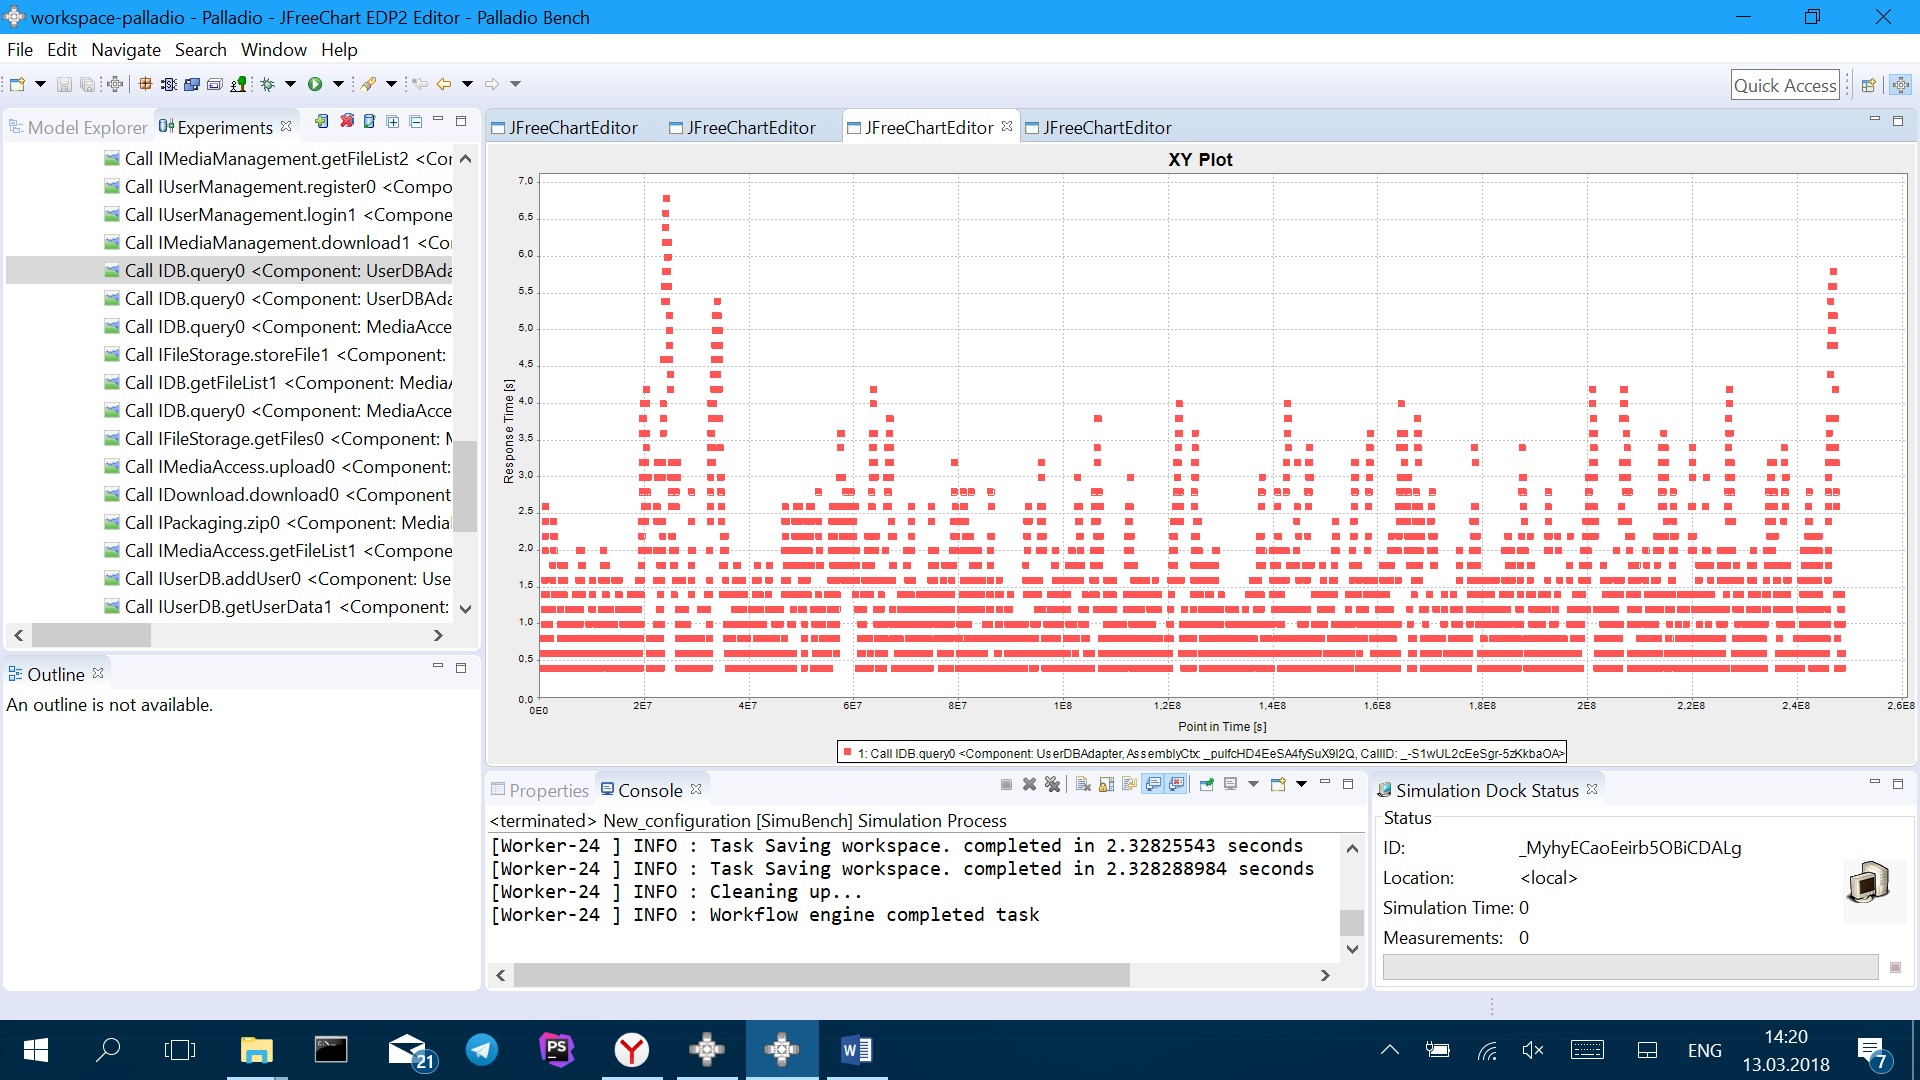 workspace-palladio - Palladio - JFreeChart EDP2 Editor - Palladio Bench
File Edit Navigate Search Window Help
Quick Access
Model Explorer Experiments
Call IMediaManagement.getFileList2 <Cor
Call IUserManagement.register0 <Compo
Call IUserManagement.login1 <Compone
Call IMediaManagement.download1 <Co
Call IDB.query0 <Component: UserDBAda
Call IDB.query0 <Component: UserDBAda
Call IDB.query0 <Component: MediaAcce
Call IFileStorage.storeFile1 <Component:
Call IDB.getFileList1 <Component: MediaA
Call IDB.query0 <Component: MediaAcce
Call IFileStorage.getFiles0 <Component: M
Call IMediaAccess.upload0 <Component:
Call IDownload.download0 <Component
Call IPackaging.zip0 <Component: Media
Call IMediaAccess.getFileList1 <Compone
Call IUserDB.addUser0 <Component: Use
Call IUserDB.getUserData1 <Component:
Outline
An outline is not available.
JFreeChartEditor JFreeChartEditor JFreeChartEditor JFreeChartEditor
XY Plot
7,0
6,5
6,0
5,5
5,0
4,5
4,0
3,5
3,0
2,5
2,0
1,5
1,0
0,5
0,0
Response Time [s]
0E0 2E7 4E7 6E7 8E7 1E8 1,2E8 1,4E8 1,6E8 1,8E8 2E8 2,2E8 2,4E8 2,6E8
Point in Time [s]
1: Call IDB.query0 <Component: UserDBAdapter, AssemblyCtx: _pulfcHD4EeSA4fySuX9I2Q, CallID: _-S1wUL2cEeSgr-5zKkbaOA>
Properties Console
<terminated> New_configuration [SimuBench] Simulation Process
[Worker-24 ] INFO : Task Saving workspace. completed in 2.32825543 seconds
[Worker-24 ] INFO : Task Saving workspace. completed in 2.328288984 seconds
[Worker-24 ] INFO : Cleaning up...
[Worker-24 ] INFO : Workflow engine completed task
Simulation Dock Status
Status
ID: _MyhyECaoEeirb5OBiCDALg
Location: <local>
Simulation Time: 0
Measurements: 0
21
PS
Y
W
ENG
14:20
13.03.2018
7